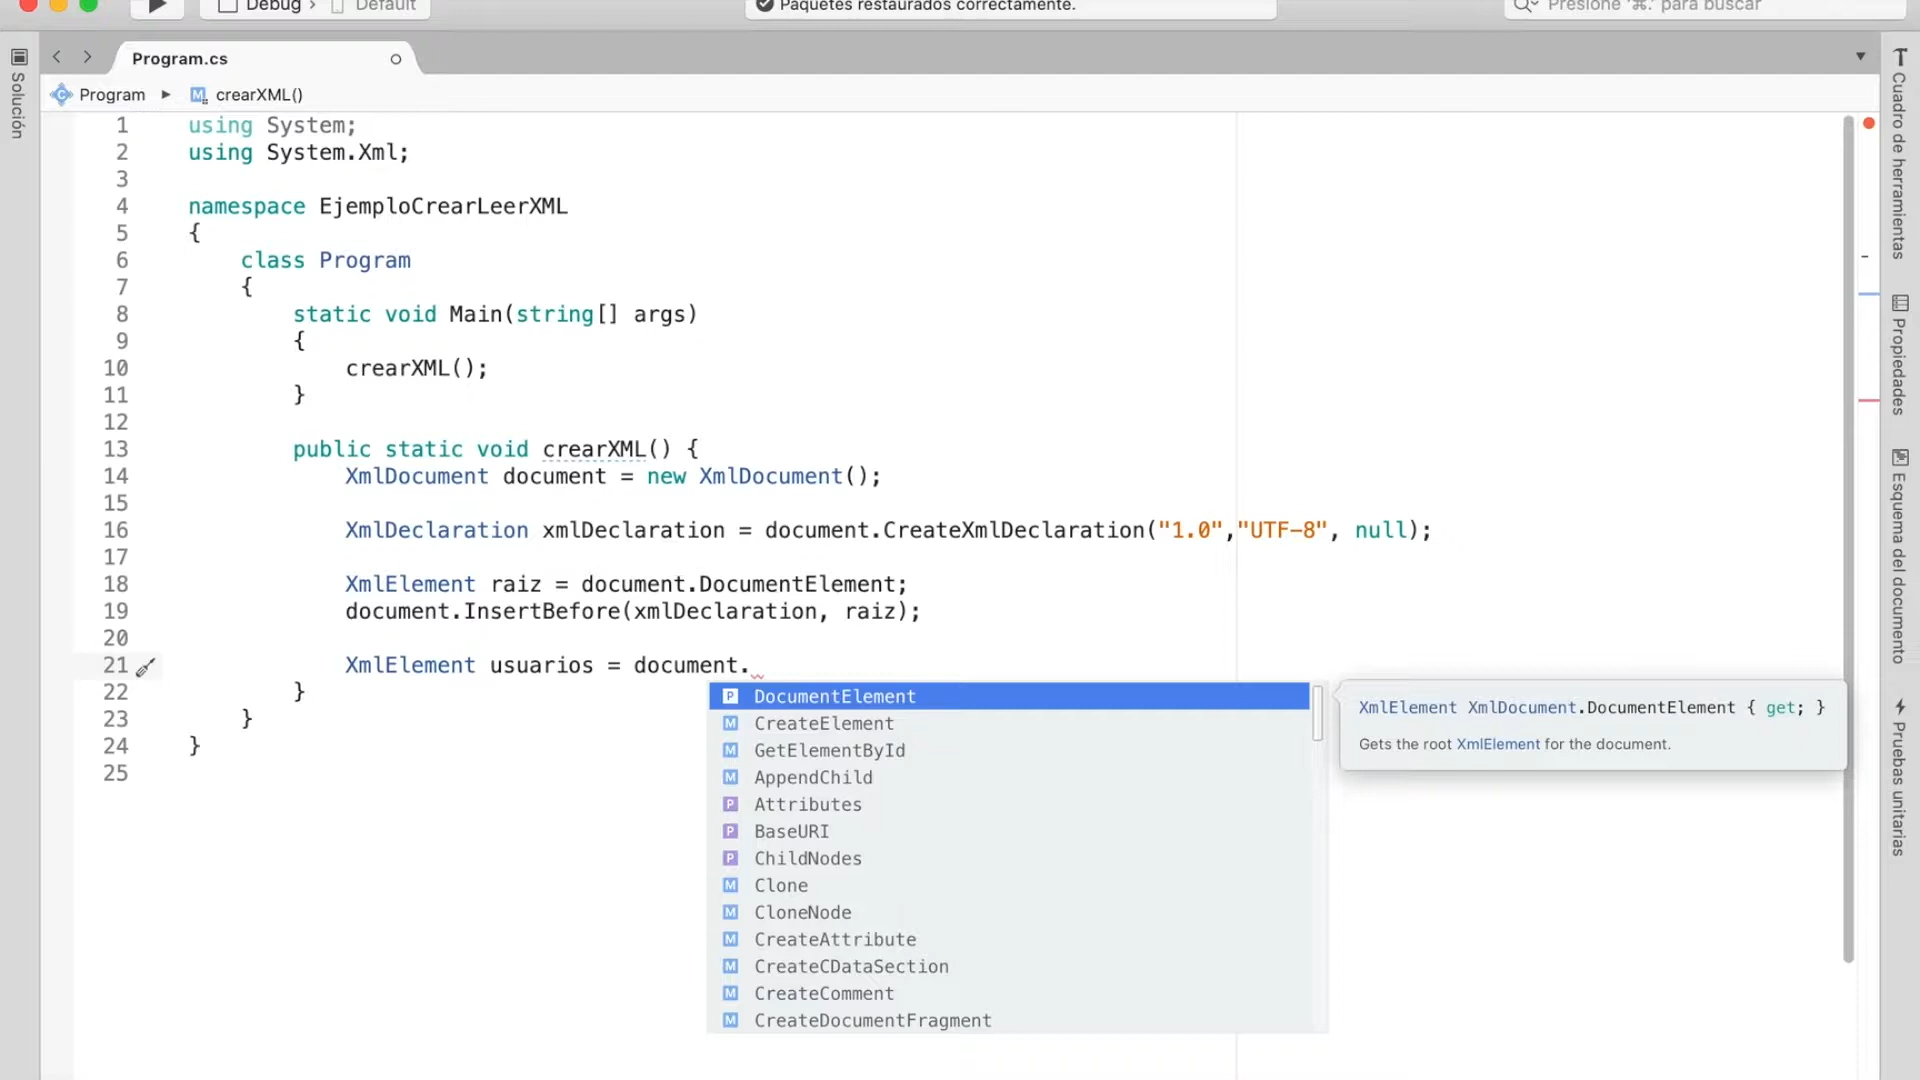 Debug › Default
Paquetes restaurados correctamente.
Presione '⌘.' para buscar
Solución
Program.cs
Program ▸ crearXML()
1 using System;
2 using System.Xml;
3
4 namespace EjemploCrearLeerXML
5 {
6 class Program
7 {
8 static void Main(string[] args)
9 {
10 crearXML();
11 }
12
13 public static void crearXML() {
14 XmlDocument document = new XmlDocument();
15
16 XmlDeclaration xmlDeclaration = document.CreateXmlDeclaration("1.0","UTF-8", null);
17
18 XmlElement raiz = document.DocumentElement;
19 document.InsertBefore(xmlDeclaration, raiz);
20
21 XmlElement usuarios = document.
22 }
23 }
24 }
25
P DocumentElement
M CreateElement
M GetElementById
M AppendChild
P Attributes
P BaseURI
P ChildNodes
M Clone
M CloneNode
M CreateAttribute
M CreateCDataSection
M CreateComment
M CreateDocumentFragment
XmlElement XmlDocument.DocumentElement { get; }
Gets the root XmlElement for the document.
Cuadro de herramientas
Propiedades
Esquema del documento
Pruebas unitarias